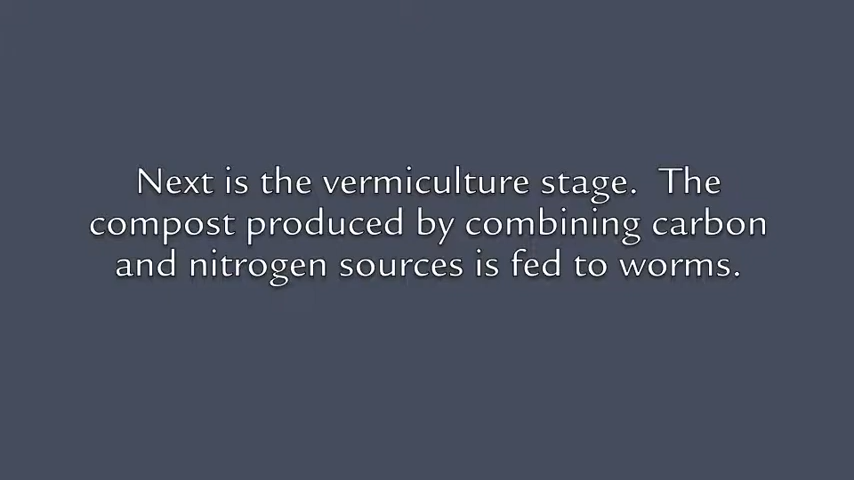 Next is the vermiculture stage.  The
compost produced by combining carbon
and nitrogen sources is fed to worms.